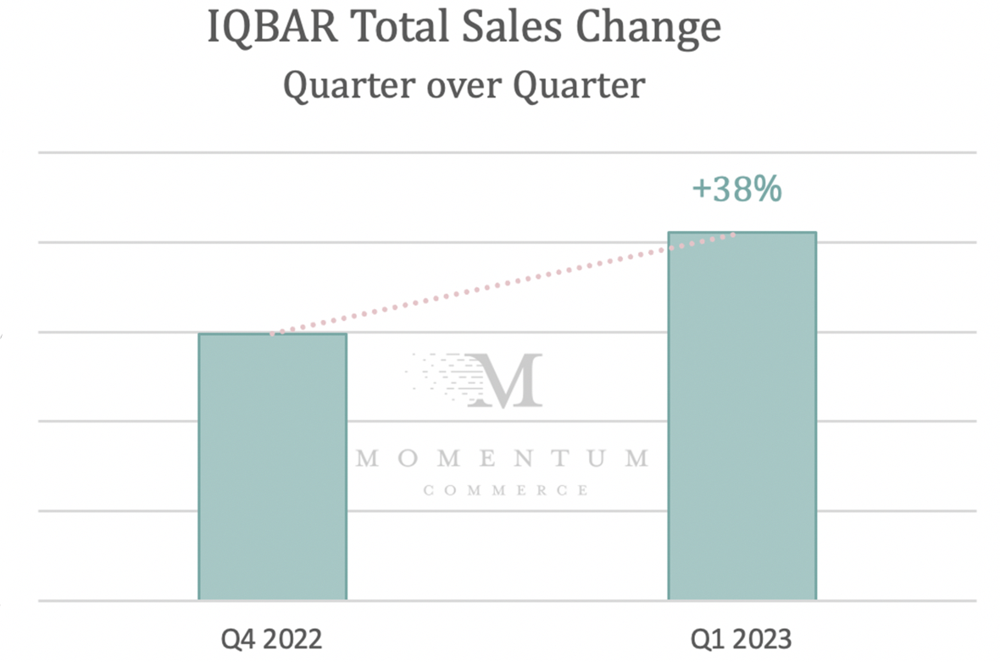 IQBAR Total Sales Change
Quarter over Quarter
+38%
M
MOMENTUM
COMMERCE
Q4 2022
Q1 2023